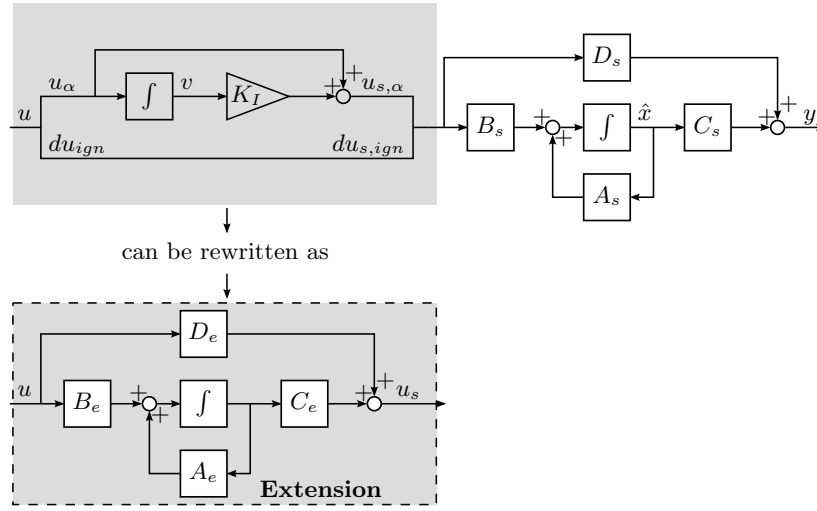 D_s
+
u_α ∫ v K_I + u_{s,α}
u B_s + + ∫ x̂ C_s + + y
du_{ign} du_{s,ign}
A_s
can be rewritten as
D_e
u B_e + + ∫ C_e + + u_s
A_e
Extension